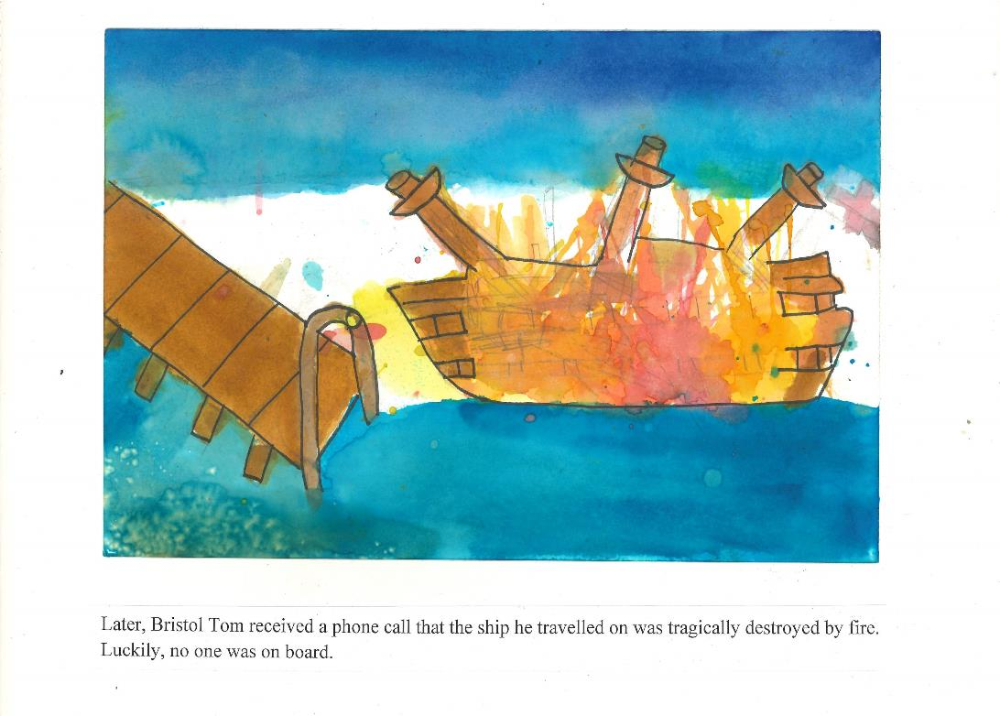 Later, Bristol Tom received a phone call that the ship he travelled on was tragically destroyed by fire.
Luckily, no one was on board.